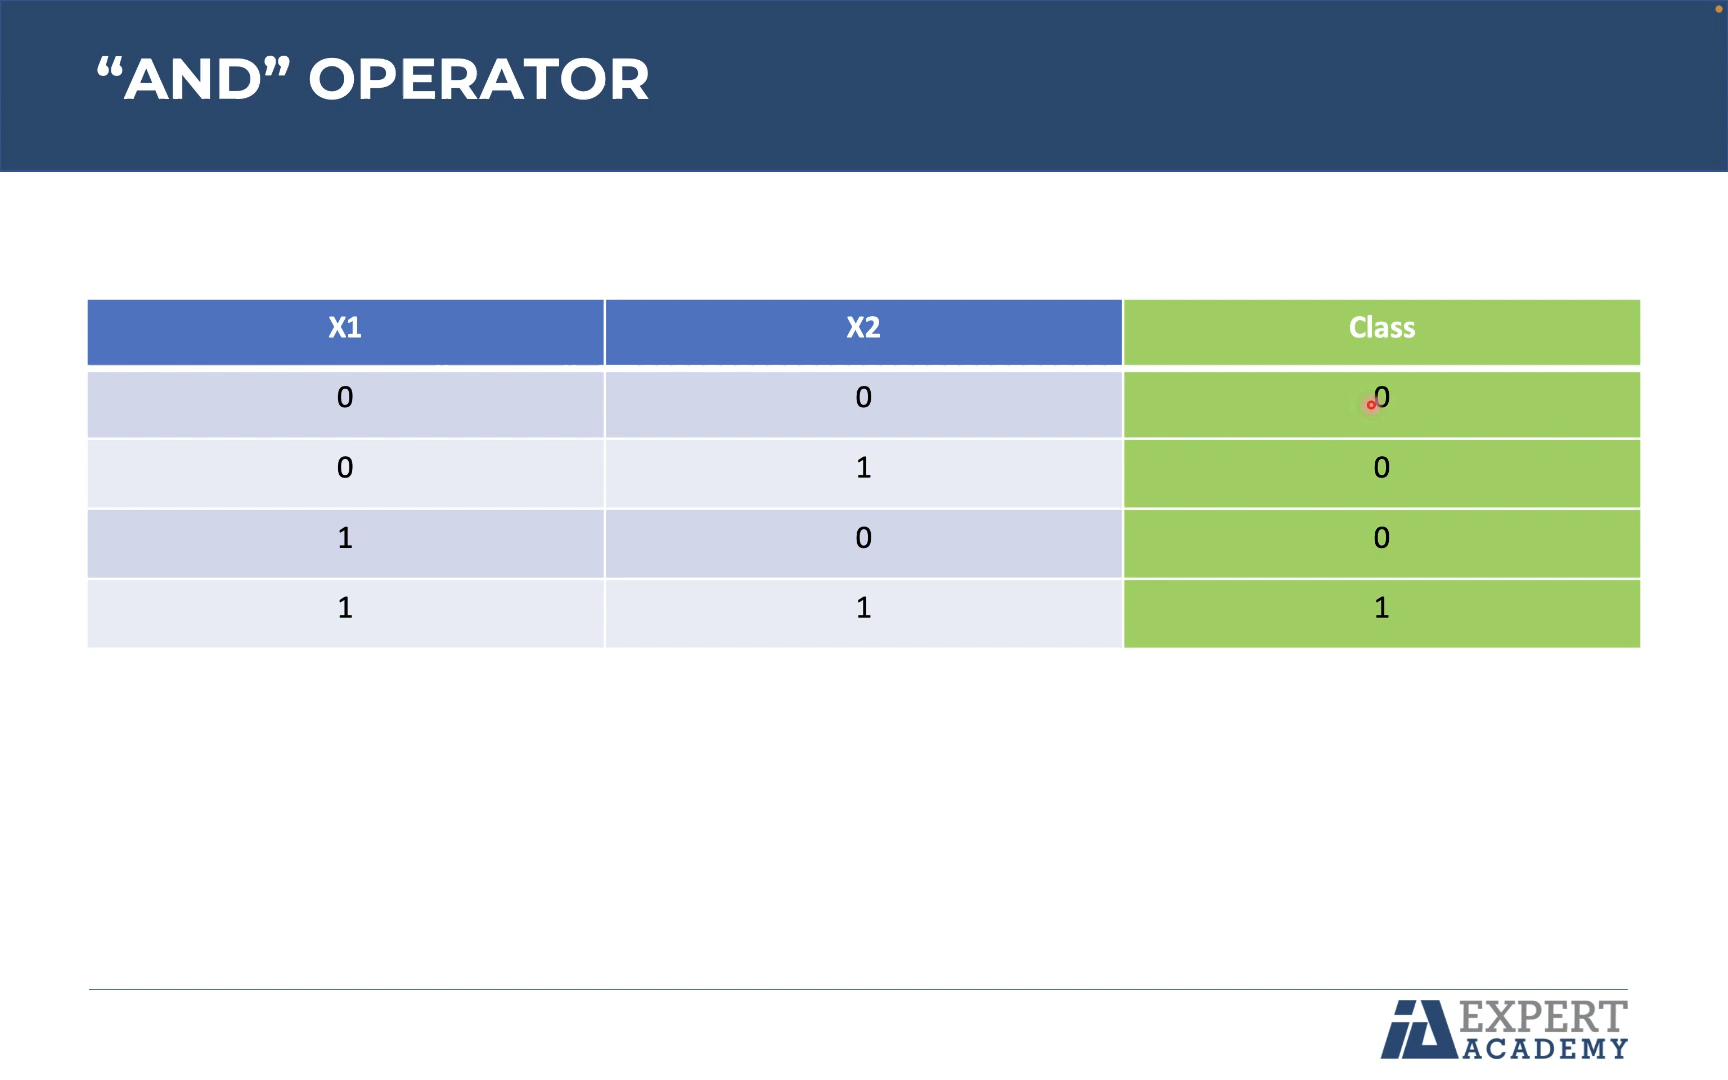 “AND” OPERATOR
X1 X2 Class
0 0 0
0 1 0
1 0 0
1 1 1
iA EXPERT
ACADEMY